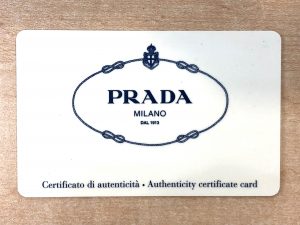 PRADA
MILANO
DAL 1913
Certificato di autenticità • Authenticity certificate card